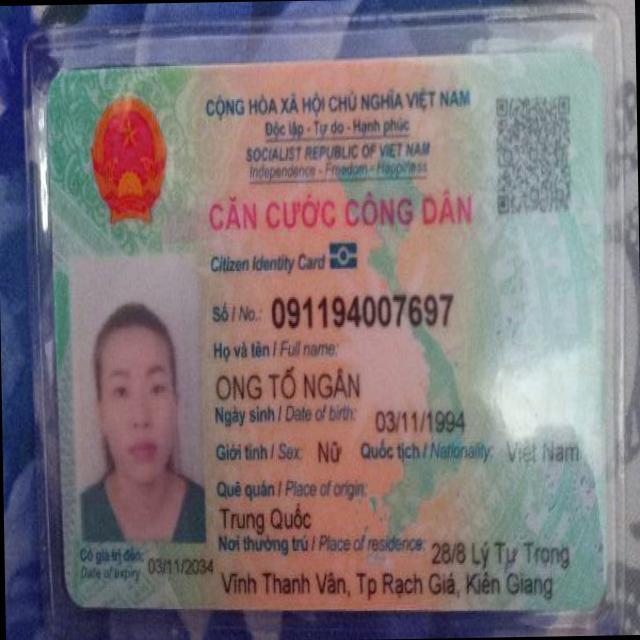 CỘNG HÒA XÃ HỘI CHỦ NGHĨA VIỆT NAM
Độc lập - Tự do - Hạnh phúc
SOCIALIST REPUBLIC OF VIET NAM
Independence - Freedom - Happiness
CĂN CƯỚC CÔNG DÂN
Citizen Identity Card
Số / No.: 091194007697
Họ và tên / Full name:
ONG TỐ NGÂN
Ngày sinh / Date of birth: 03/11/1994
Giới tính / Sex: Nữ Quốc tịch / Nationality: Việt Nam
Quê quán / Place of origin:
Trung Quốc
Nơi thường trú / Place of residence: 28/8 Lý Tự Trọng
Vĩnh Thanh Vân, Tp Rạch Giá, Kiên Giang
Có giá trị đến: 03/11/2034
Date of expiry